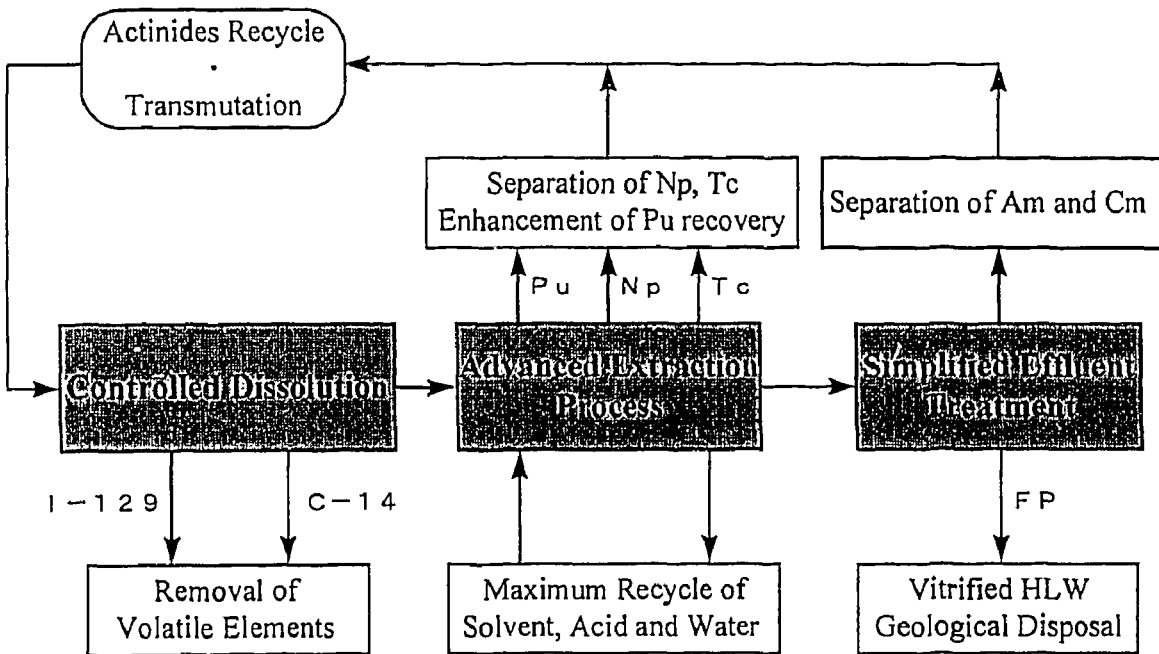 Actinides Recycle
·
Transmutation
Separation of Np, Tc
Enhancement of Pu recovery
Separation of Am and Cm
Pu
Np
Tc
Controlled Dissolution
Advanced Extraction
Process
Simplified Effluent
Treatment
I-129
C-14
FP
Removal of
Volatile Elements
Maximum Recycle of
Solvent, Acid and Water
Vitrified HLW
Geological Disposal